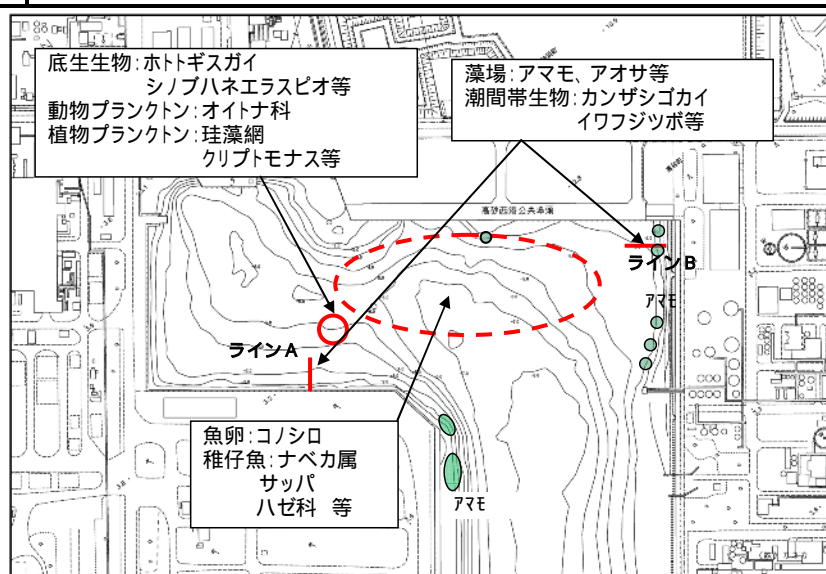 底生生物:ホトトギスガイ
シノブハネエラスピオ等
動物プランクトン:オイトナ科
植物プランクトン:珪藻綱
クリプトモナス等
藻場:アマモ、アオサ等
潮間帯生物:カンザシゴカイ
イワフジツボ等
高砂西港公共岸壁
ラインB
アマモ
ラインA
魚卵:コノシロ
稚仔魚:ナベカ属
サッパ
ハゼ科 等
アマモ